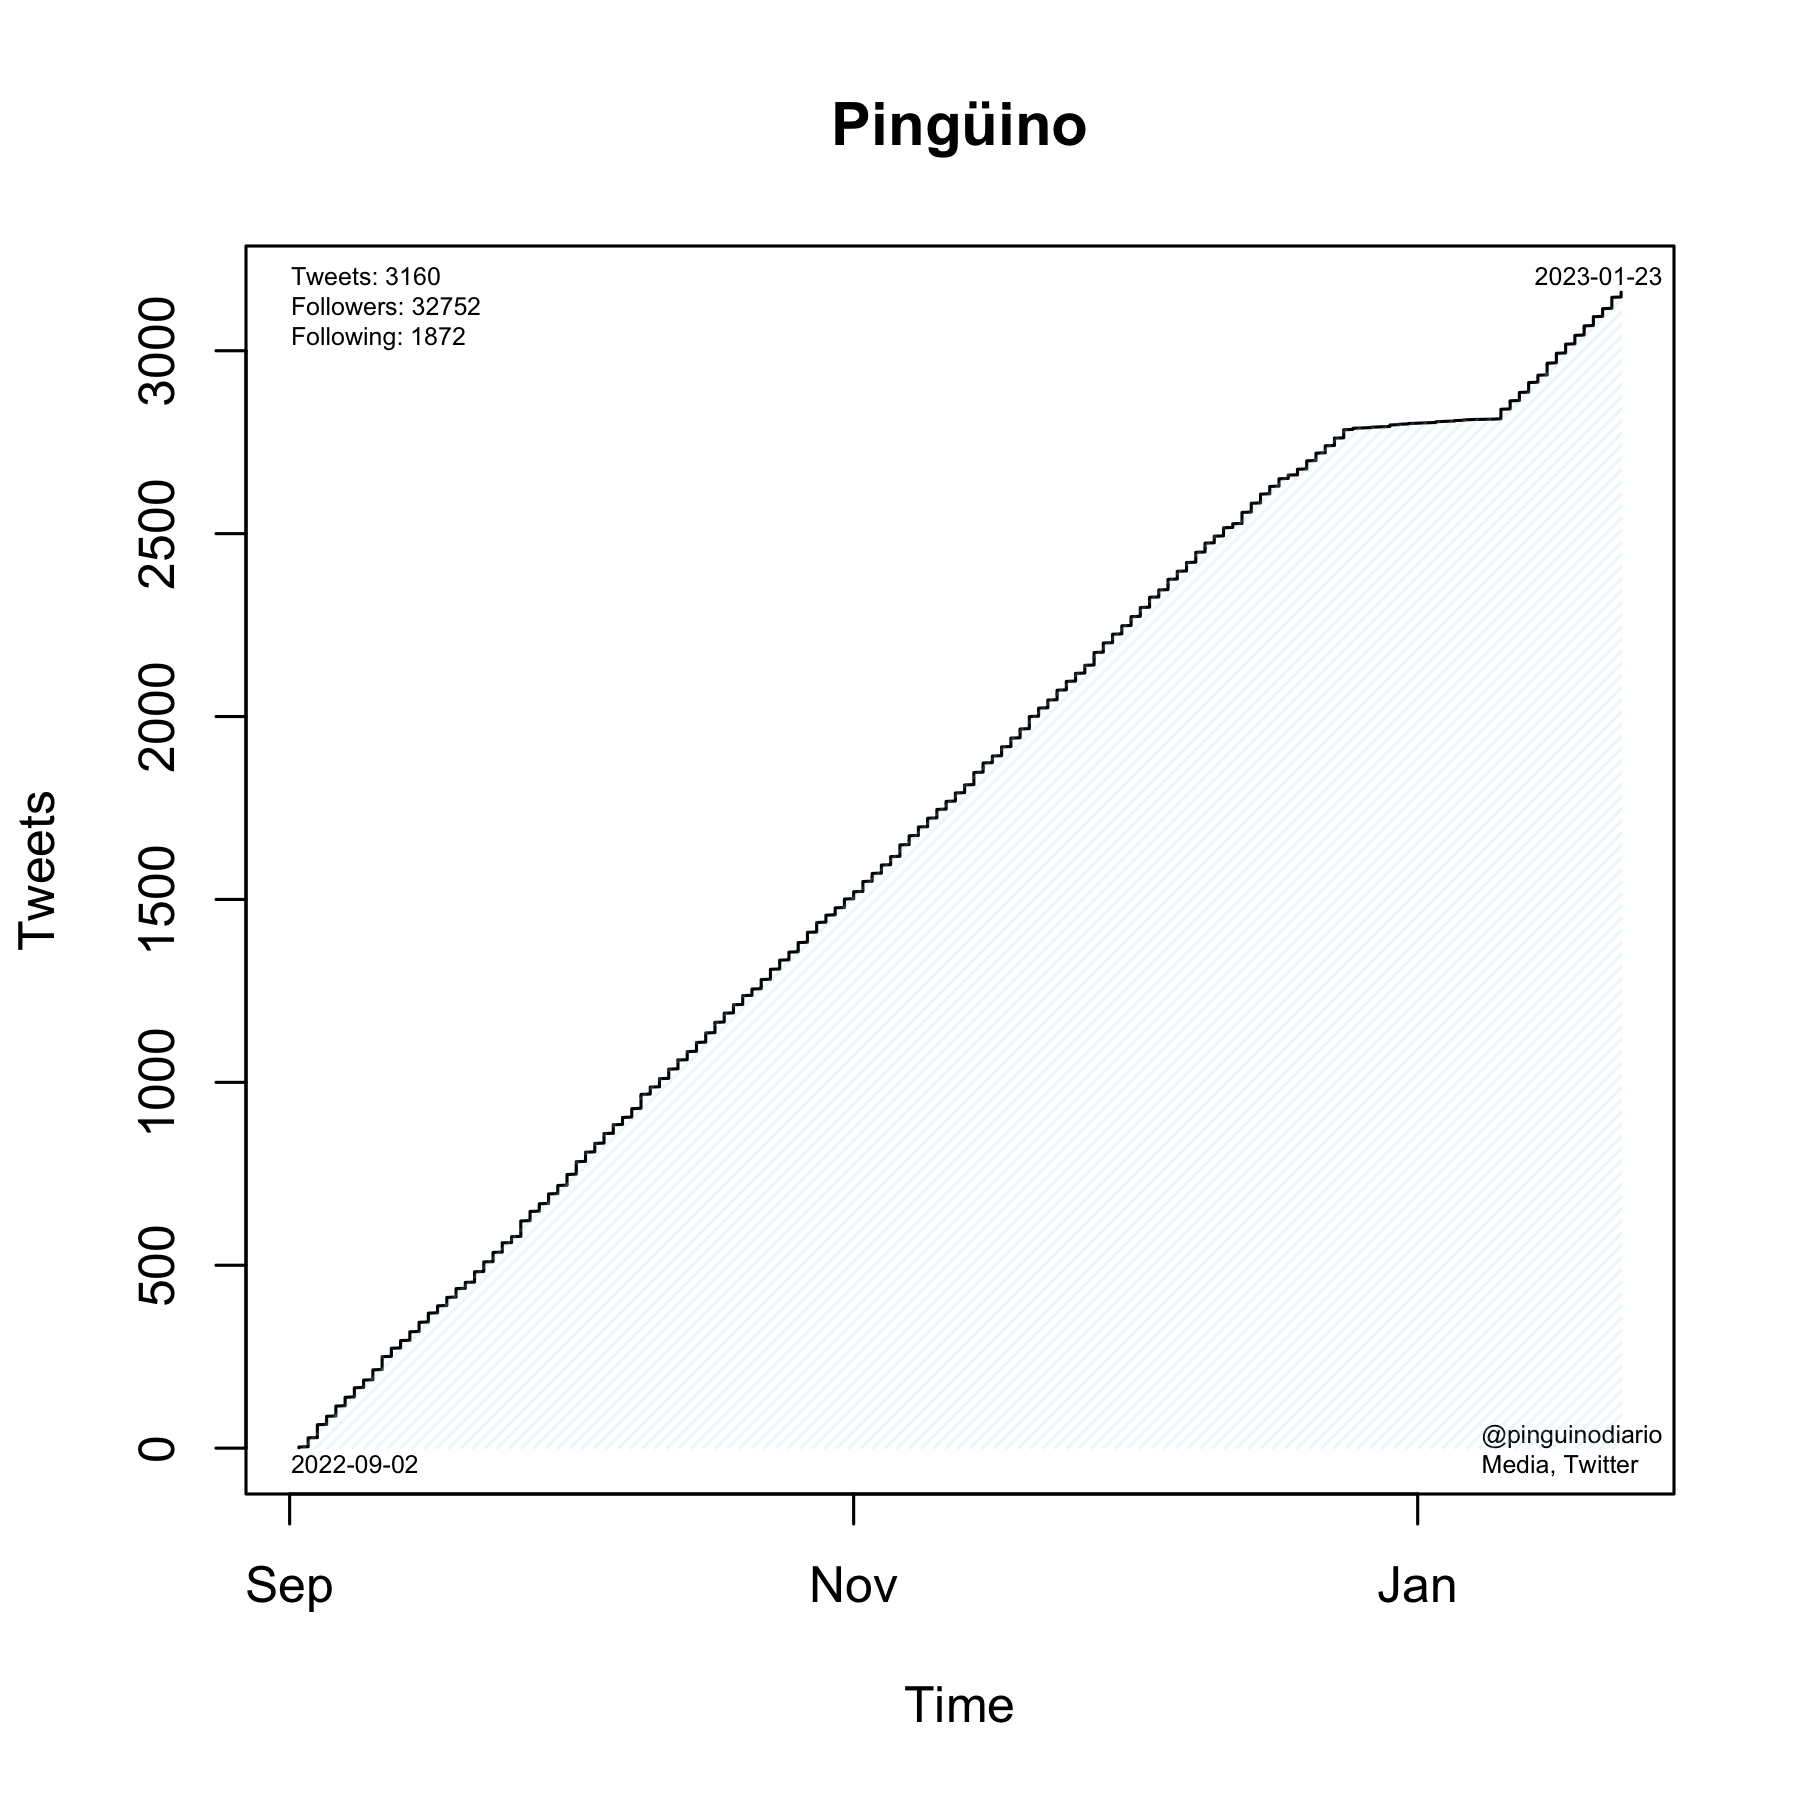 Pingüino
Tweets: 3160
Followers: 32752
Following: 1872
2023-01-23
3000
2500
2000
1500
1000
500
0
Tweets
@pinguinodiario
Media, Twitter
2022-09-02
Sep
Nov
Jan
Time